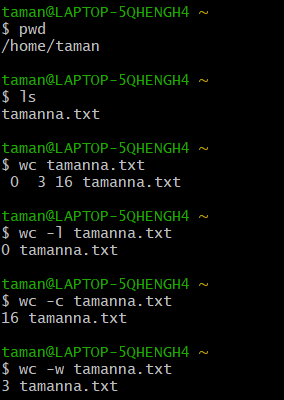 taman@LAPTOP-5QHENGH4 ~
$ pwd
/home/taman
taman@LAPTOP-5QHENGH4 ~
$ ls
tamanna.txt
taman@LAPTOP-5QHENGH4 ~
$ wc tamanna.txt
 0  3 16 tamanna.txt
taman@LAPTOP-5QHENGH4 ~
$ wc -l tamanna.txt
0 tamanna.txt
taman@LAPTOP-5QHENGH4 ~
$ wc -c tamanna.txt
16 tamanna.txt
taman@LAPTOP-5QHENGH4 ~
$ wc -w tamanna.txt
3 tamanna.txt